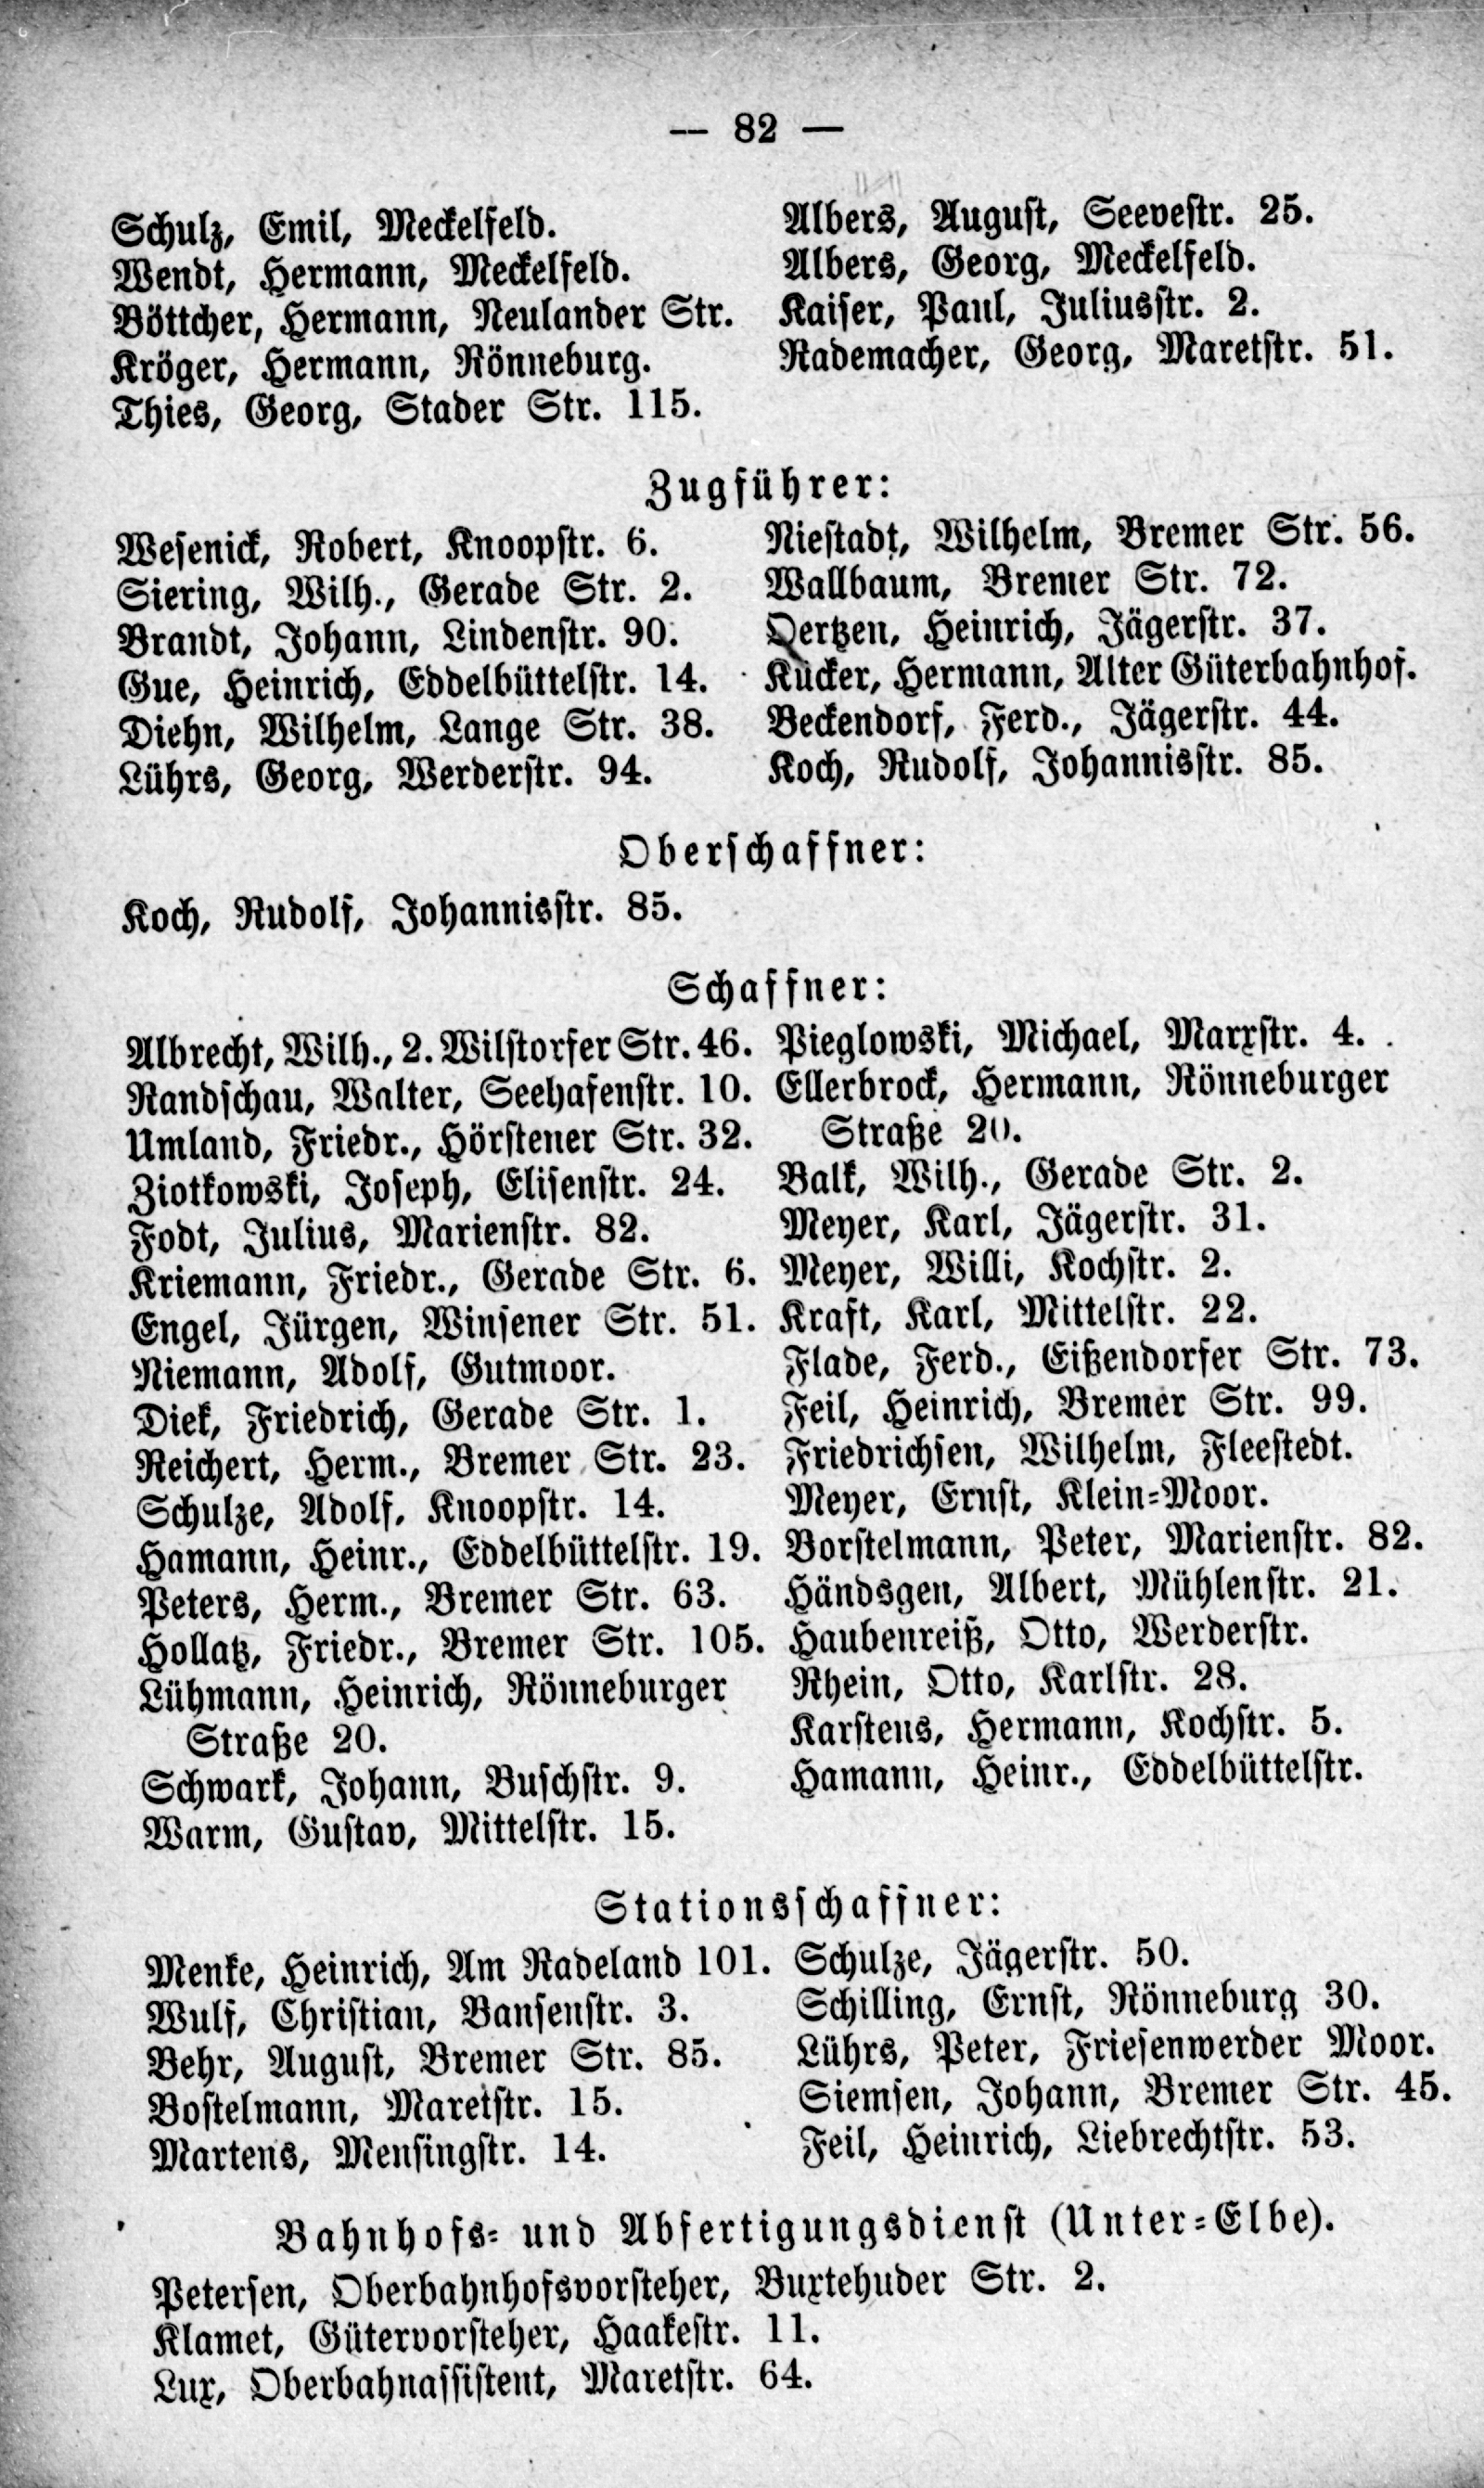 — 82 —
Schulz, Emil, Meckelfeld.
Wendt, Hermann, Meckelfeld.
Böttcher, Hermann, Neulander Str.
Kröger, Hermann, Rönneburg.
Thies, Georg, Stader Str. 115.
Albers, August, Seevestr. 25.
Albers, Georg, Meckelfeld.
Kaiser, Paul, Juliusstr. 2.
Rademacher, Georg, Maretstr. 51.
Zugführer:
Wesenick, Robert, Knoopstr. 6.
Siering, Wilh., Gerade Str. 2.
Brandt, Johann, Lindenstr. 90.
Gue, Heinrich, Eddelbüttelstr. 14.
Diehn, Wilhelm, Lange Str. 38.
Lührs, Georg, Werderstr. 94.
Niestadt, Wilhelm, Bremer Str. 56.
Wallbaum, Bremer Str. 72.
Oertzen, Heinrich, Jägerstr. 37.
Kücker, Hermann, Alter Güterbahnhof.
Beckendorf, Ferd., Jägerstr. 44.
Koch, Rudolf, Johannisstr. 85.
Oberschaffner:
Koch, Rudolf, Johannisstr. 85.
Schaffner:
Albrecht, Wilh., 2. Wilstorfer Str. 46.
Randschau, Walter, Seehafenstr. 10.
Umland, Friedr., Hörstener Str. 32.
Ziotkowski, Joseph, Elisenstr. 24.
Fodt, Julius, Marienstr. 82.
Kriemann, Friedr., Gerade Str. 6.
Engel, Jürgen, Winsener Str. 51.
Niemann, Adolf, Gutmoor.
Diek, Friedrich, Gerade Str. 1.
Reichert, Herm., Bremer Str. 23.
Schulze, Adolf, Knoopstr. 14.
Hamann, Heinr., Eddelbüttelstr. 19.
Peters, Herm., Bremer Str. 63.
Hollatz, Friedr., Bremer Str. 105.
Lühmann, Heinrich, Rönneburger
Straße 20.
Schwark, Johann, Buschstr. 9.
Warm, Gustav, Mittelstr. 15.
Pieglowski, Michael, Marxstr. 4.
Ellerbrock, Hermann, Rönneburger
Straße 20.
Balk, Wilh., Gerade Str. 2.
Meyer, Karl, Jägerstr. 31.
Meyer, Willi, Kochstr. 2.
Kraft, Karl, Mittelstr. 22.
Flade, Ferd., Eißendorfer Str. 73.
Feil, Heinrich, Bremer Str. 99.
Friedrichsen, Wilhelm, Fleestedt.
Meyer, Ernst, Klein-Moor.
Borstelmann, Peter, Marienstr. 82.
Händsgen, Albert, Mühlenstr. 21.
Haubenreiß, Otto, Werderstr.
Rhein, Otto, Karlstr. 28.
Karstens, Hermann, Kochstr. 5.
Hamann, Heinr., Eddelbüttelstr.
Stationsschaffner:
Menke, Heinrich, Am Radeland 101.
Wulf, Christian, Bansenstr. 3.
Behr, August, Bremer Str. 85.
Bostelmann, Maretstr. 15.
Martens, Mensingstr. 14.
Schulze, Jägerstr. 50.
Schilling, Ernst, Rönneburg 30.
Lührs, Peter, Friesenwerder Moor.
Siemsen, Johann, Bremer Str. 45.
Feil, Heinrich, Liebrechtstr. 53.
Bahnhofs- und Abfertigungsdienst (Unter-Elbe).
Petersen, Oberbahnhofsvorsteher, Buxtehuder Str. 2.
Klamet, Gütervorsteher, Haakestr. 11.
Lux, Oberbahnassistent, Maretstr. 64.